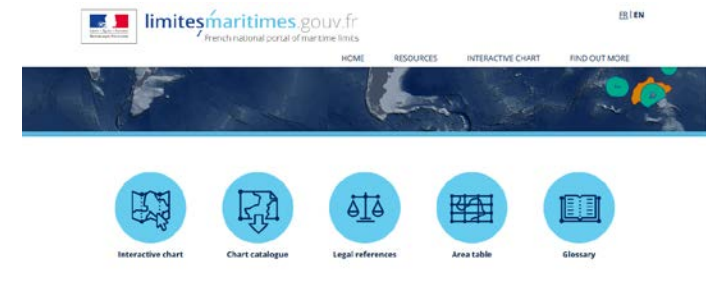 limitesmaritimes.gouv.fr
French national portal of maritime limits
FR | EN
HOME RESOURCES INTERACTIVE CHART FIND OUT MORE
Interactive chart Chart catalogue Legal references Area table Glossary